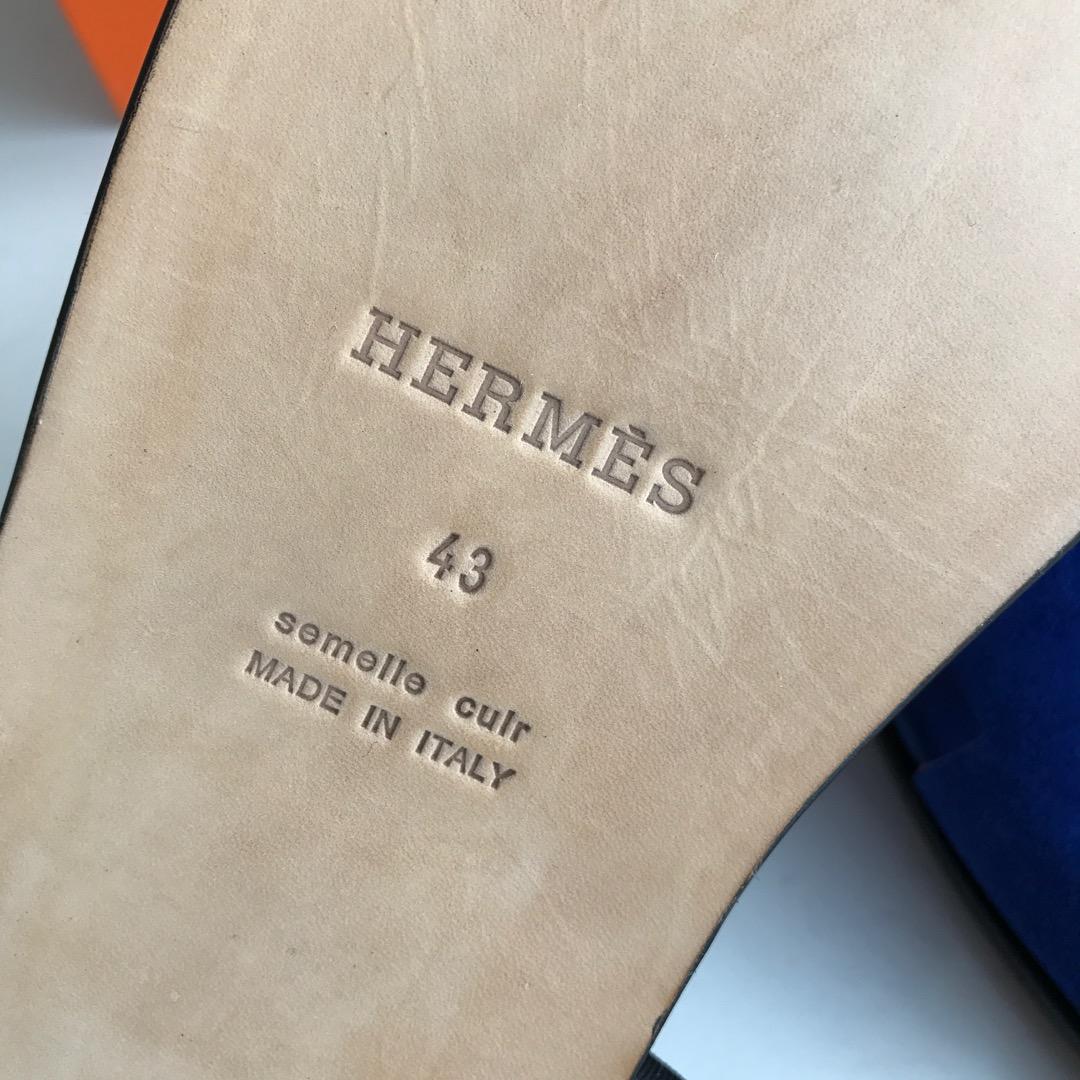 HERMÈS
43
semelle cuir
MADE IN ITALY